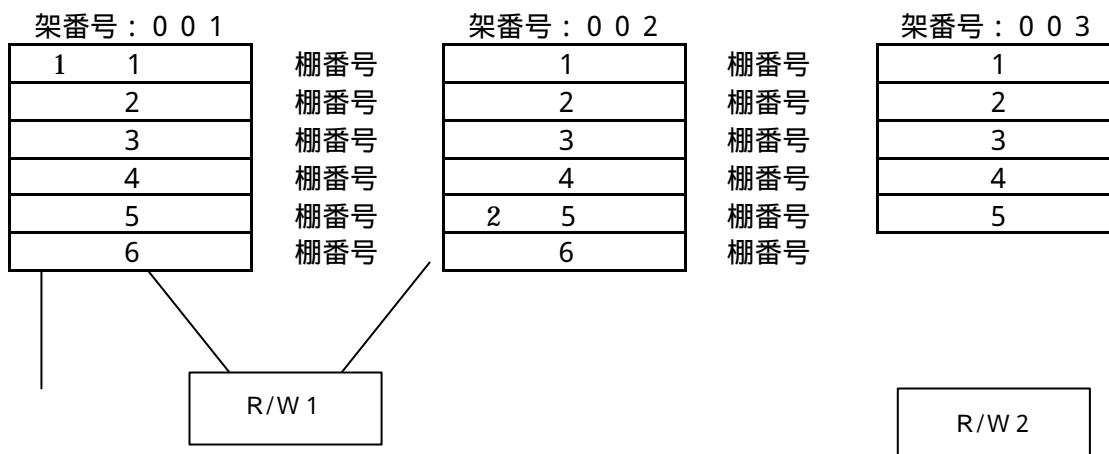 架番号：００１ 架番号：００２ 架番号：００３
1 1 棚番号 1 棚番号 1
2 棚番号 2 棚番号 2
3 棚番号 3 棚番号 3
4 棚番号 4 棚番号 4
5 棚番号 2 5 棚番号 5
6 棚番号 6 棚番号
R/W 1
R/W 2